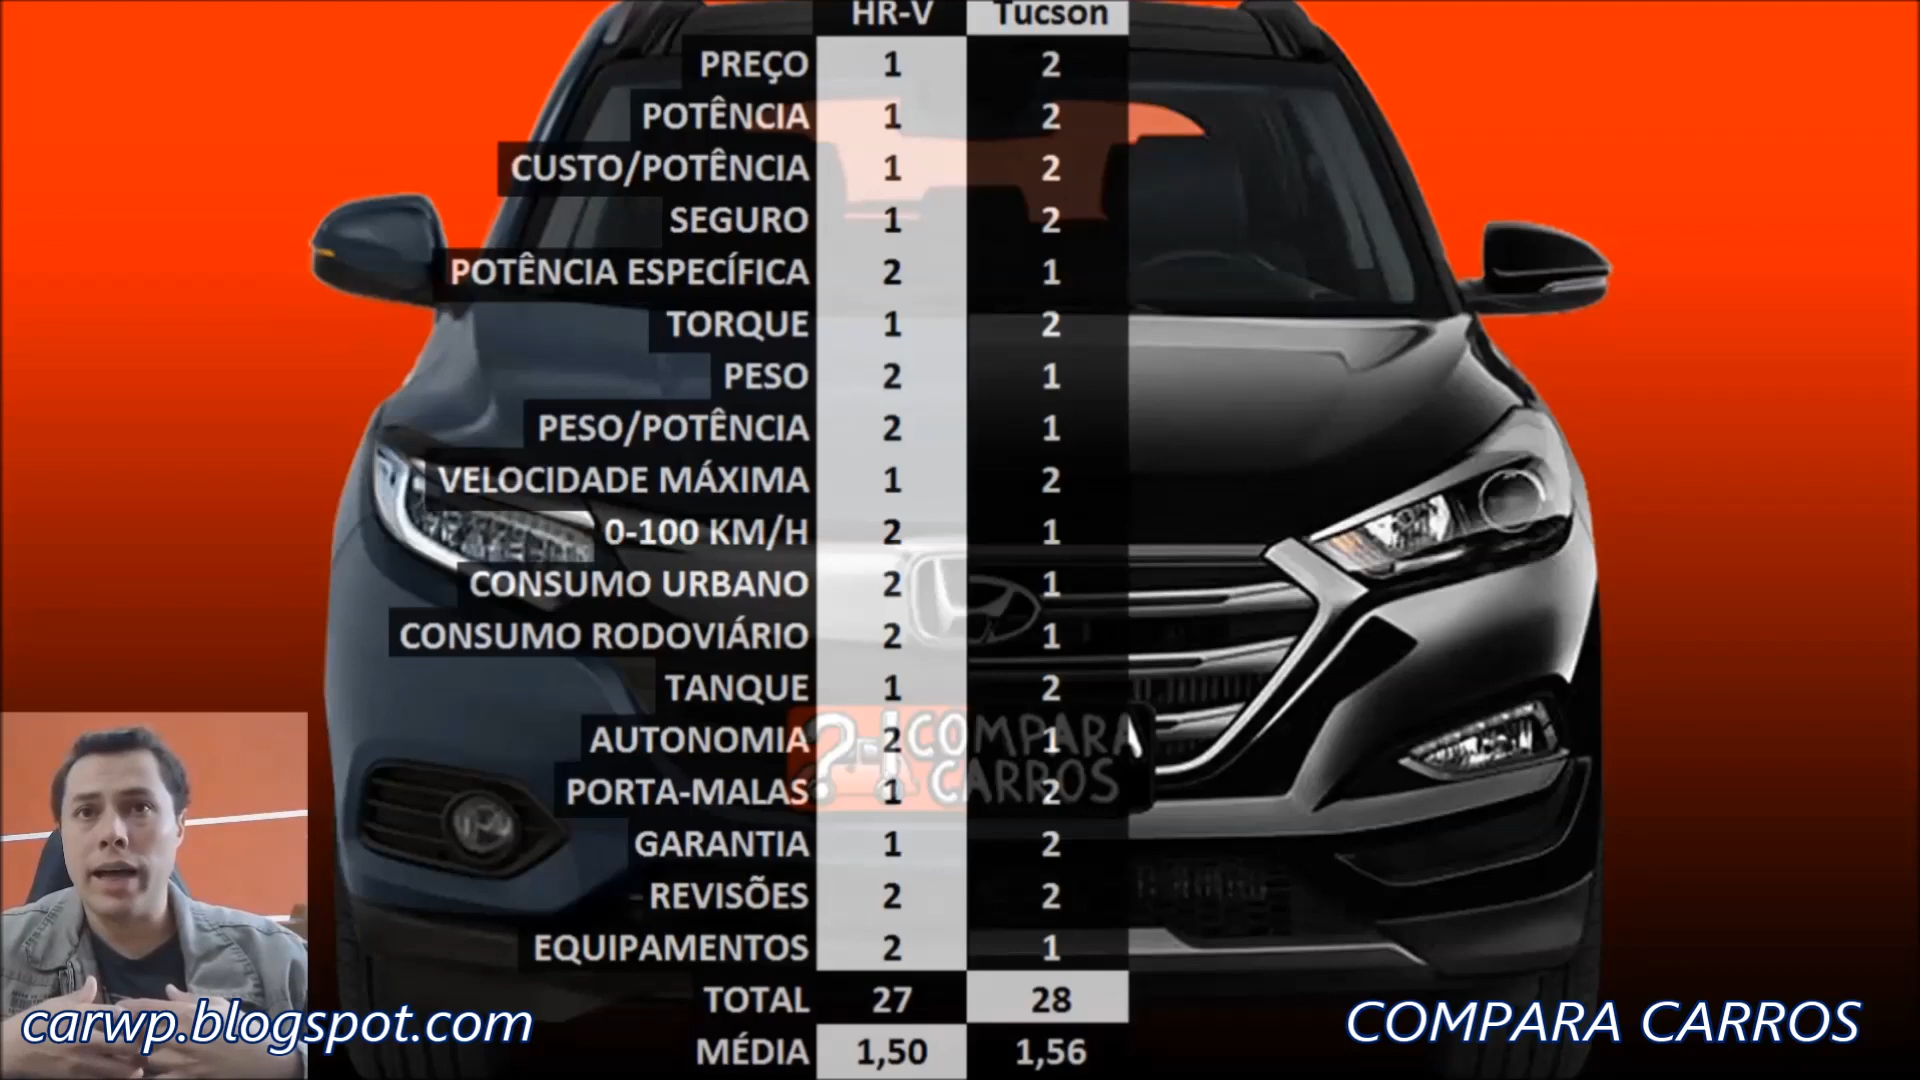 HR-V Tucson
PREÇO 1 2
POTÊNCIA 1 2
CUSTO/POTÊNCIA 1 2
SEGURO 1 2
POTÊNCIA ESPECÍFICA 2 1
TORQUE 1 2
PESO 2 1
PESO/POTÊNCIA 2 1
VELOCIDADE MÁXIMA 1 2
0-100 KM/H 2 1
CONSUMO URBANO 2 1
CONSUMO RODOVIÁRIO 2 1
TANQUE 1 2
AUTONOMIA 2 1
PORTA-MALAS 1 2
GARANTIA 1 2
REVISÕES 2 2
EQUIPAMENTOS 2 1
TOTAL 27 28
MÉDIA 1,50 1,56
?! COMPARA
CARROS
carwp.blogspot.com
COMPARA CARROS